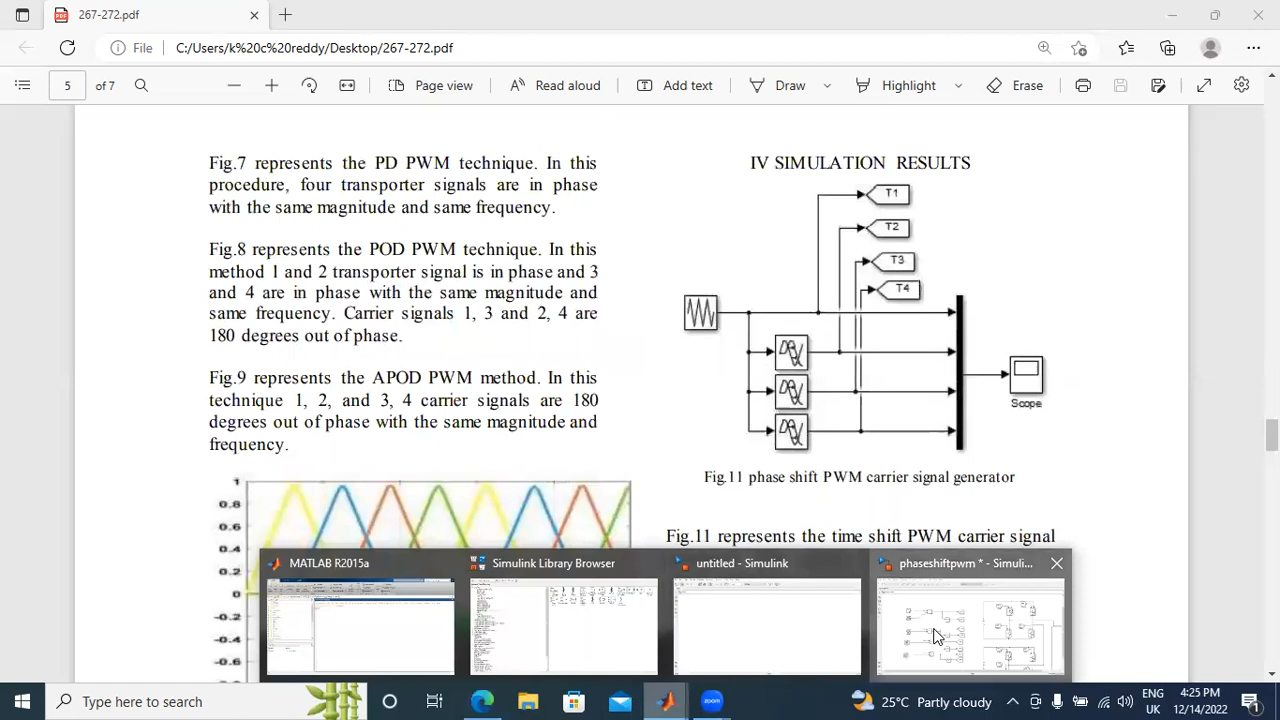 267-272.pdf
File
C:/Users/k%20c%20reddy/Desktop/267-272.pdf
5
of 7
Page view
Read aloud
Add text
Draw
Highlight
Erase
Fig.7 represents the PD PWM technique. In this
procedure, four transporter signals are in phase
with the same magnitude and same frequency.
Fig.8 represents the POD PWM technique. In this
method 1 and 2 transporter signal is in phase and 3
and 4 are in phase with the same magnitude and
same frequency. Carrier signals 1, 3 and 2, 4 are
180 degrees out of phase.
Fig.9 represents the APOD PWM method. In this
technique 1, 2, and 3, 4 carrier signals are 180
degrees out of phase with the same magnitude and
frequency.
1
0.8
0.6
0.4
0.2
0
-0.2
-0.4
-0.6
IV SIMULATION RESULTS
T1
T2
T3
T4
Scope
Fig.11 phase shift PWM carrier signal generator
Fig.11 represents the time shift PWM carrier signal
MATLAB R2015a
Simulink Library Browser
untitled - Simulink
phaseshiftpwm * - Simuli...
Type here to search
25°C Partly cloudy
ENG
UK
4:25 PM
12/14/2022
1